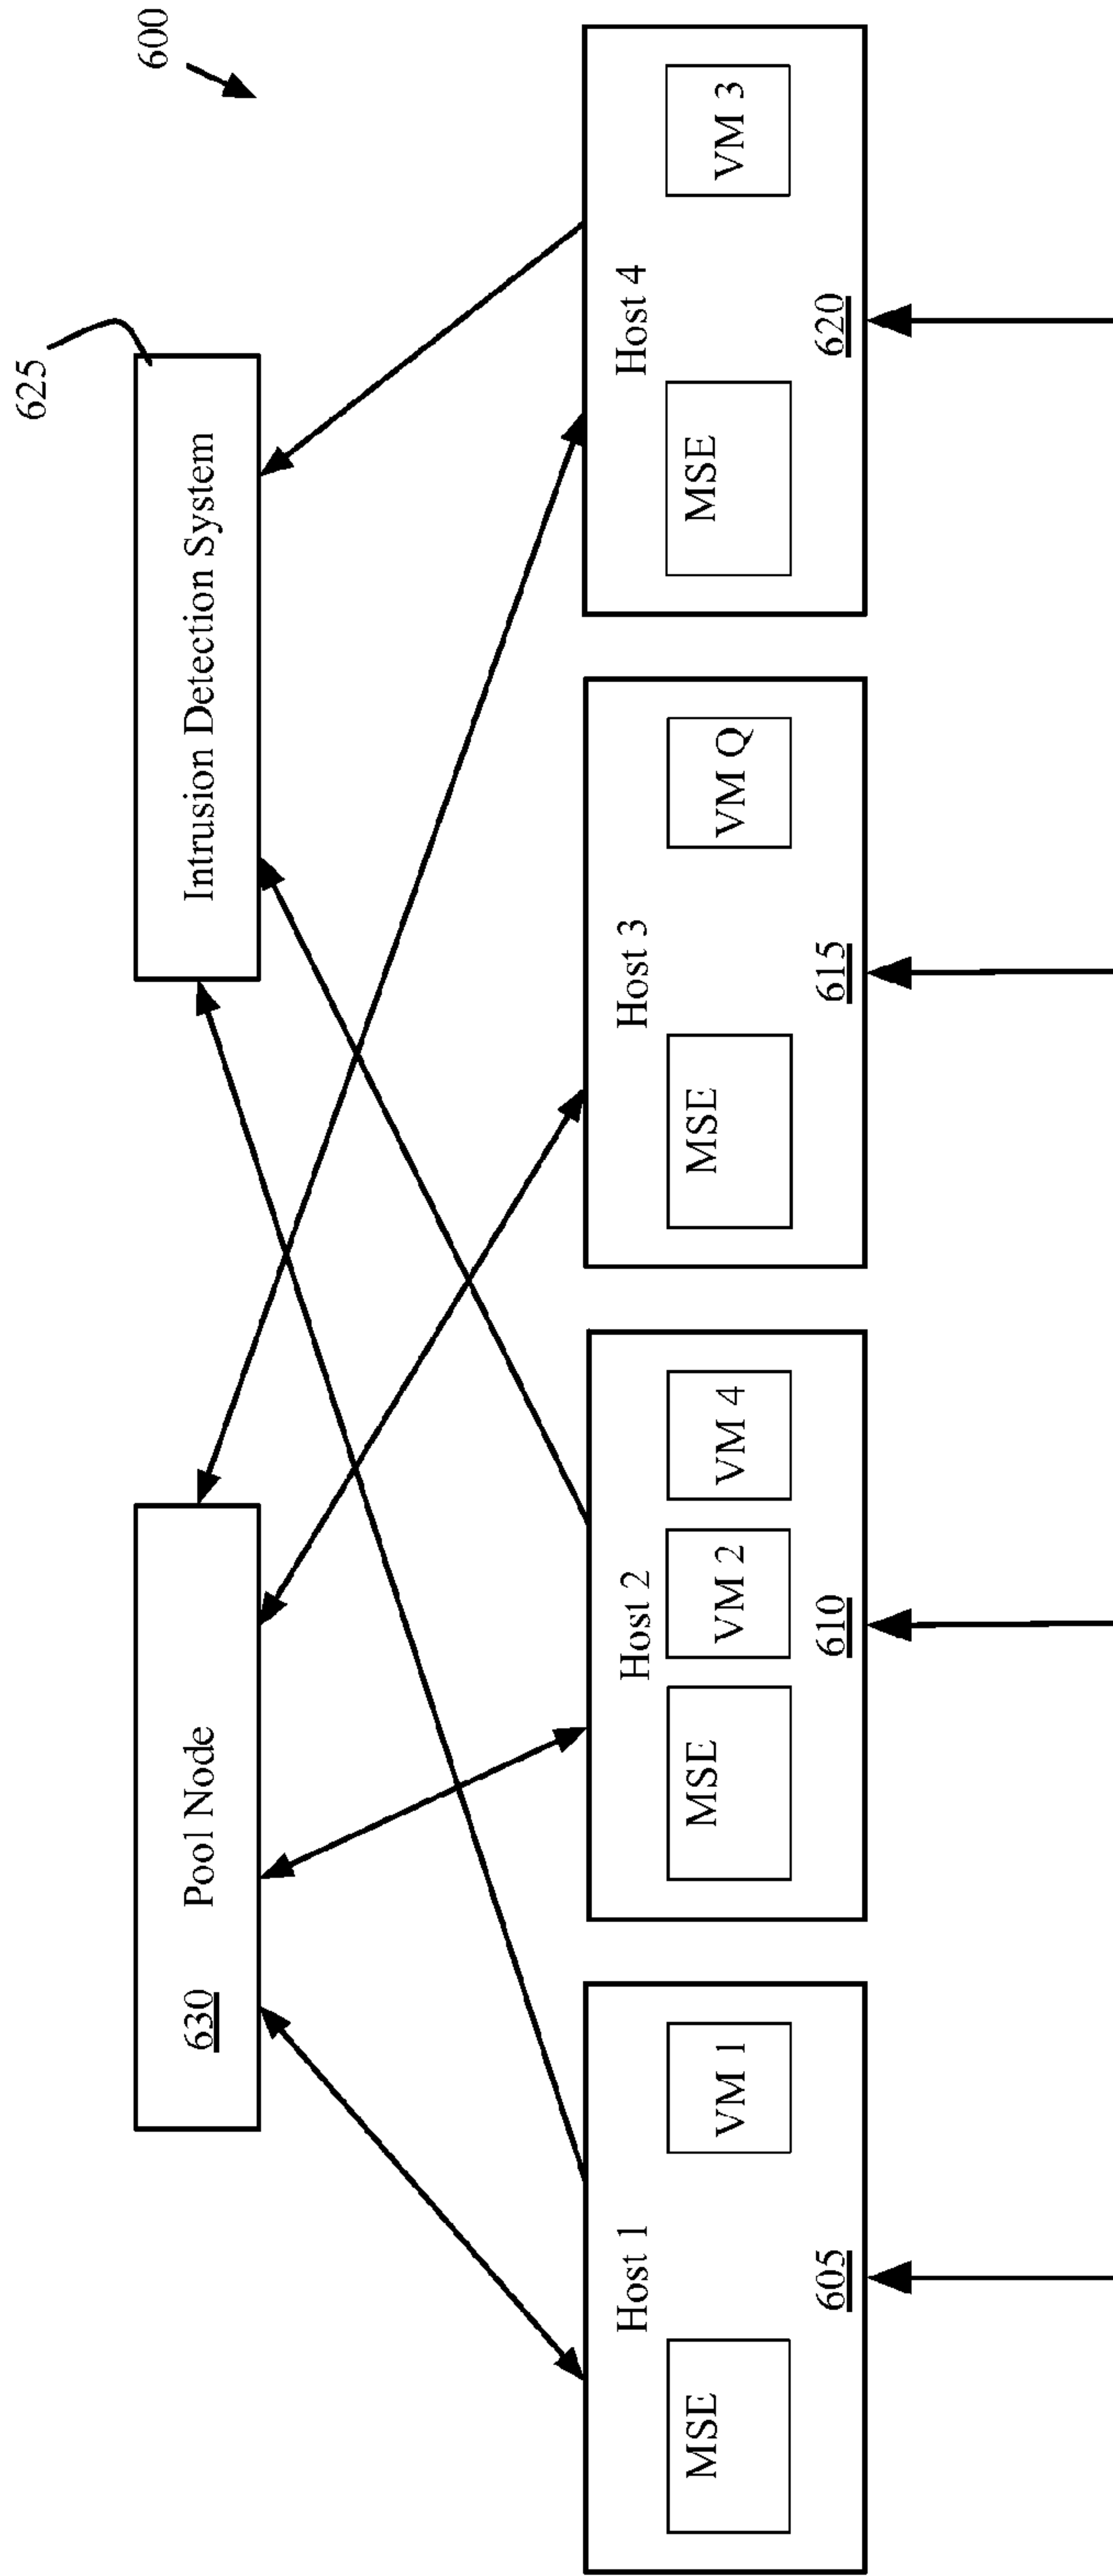 600
625
630
Pool Node
Intrusion Detection System
Host 1
MSE
VM 1
605
Host 2
MSE
VM 2
VM 4
610
Host 3
MSE
VM Q
615
Host 4
MSE
VM 3
620